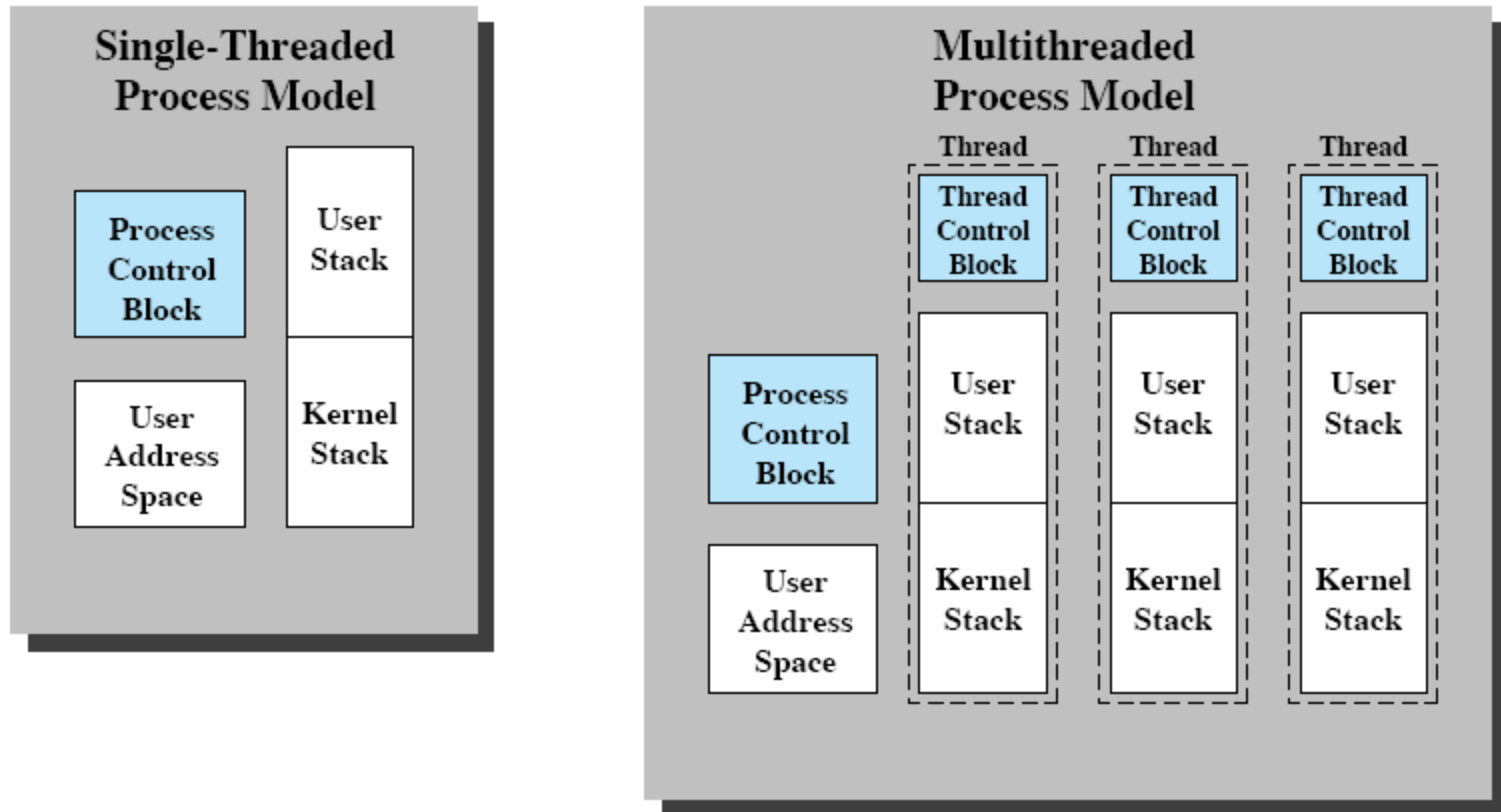 Single-Threaded
Process Model
Process
Control
Block
User
Stack
User
Address
Space
Kernel
Stack
Multithreaded
Process Model
Process
Control
Block
User
Address
Space
Thread
Thread
Control
Block
User
Stack
Kernel
Stack
Thread
Thread
Control
Block
User
Stack
Kernel
Stack
Thread
Thread
Control
Block
User
Stack
Kernel
Stack